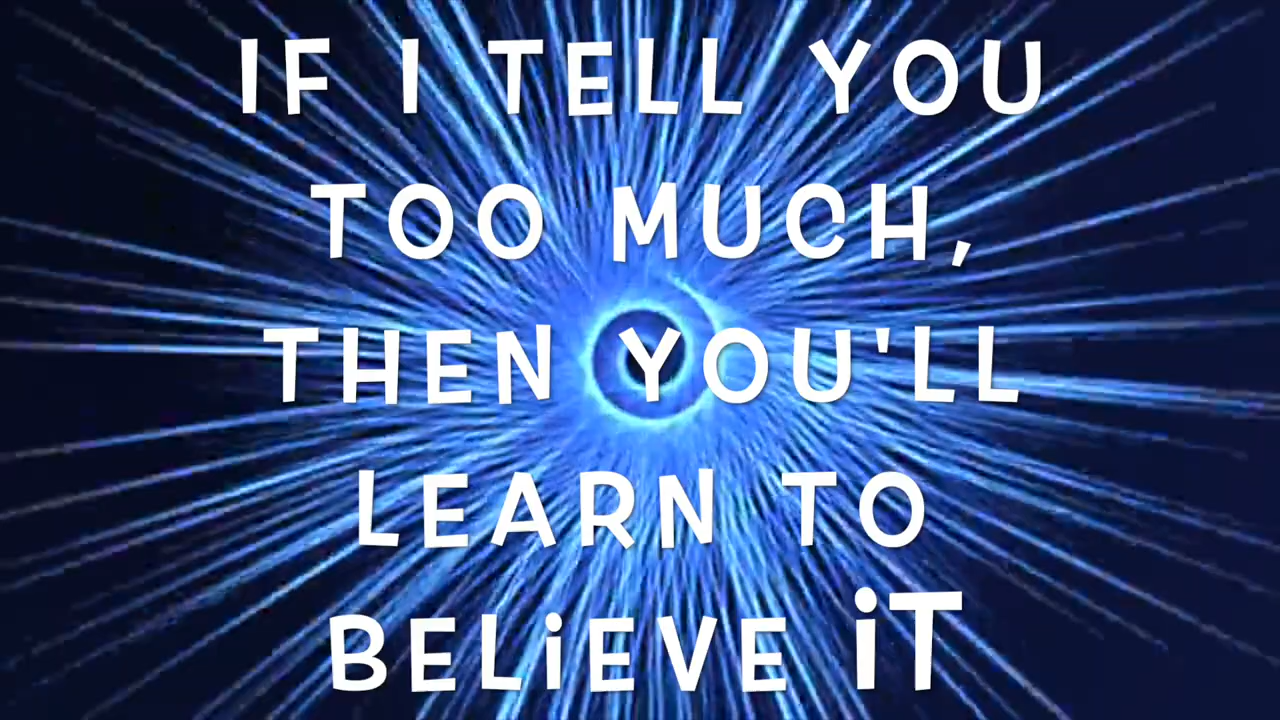 IF I TELL YOU
TOO MUCH,
THEN YOU'LL
LEARN TO
BELiEVE iT